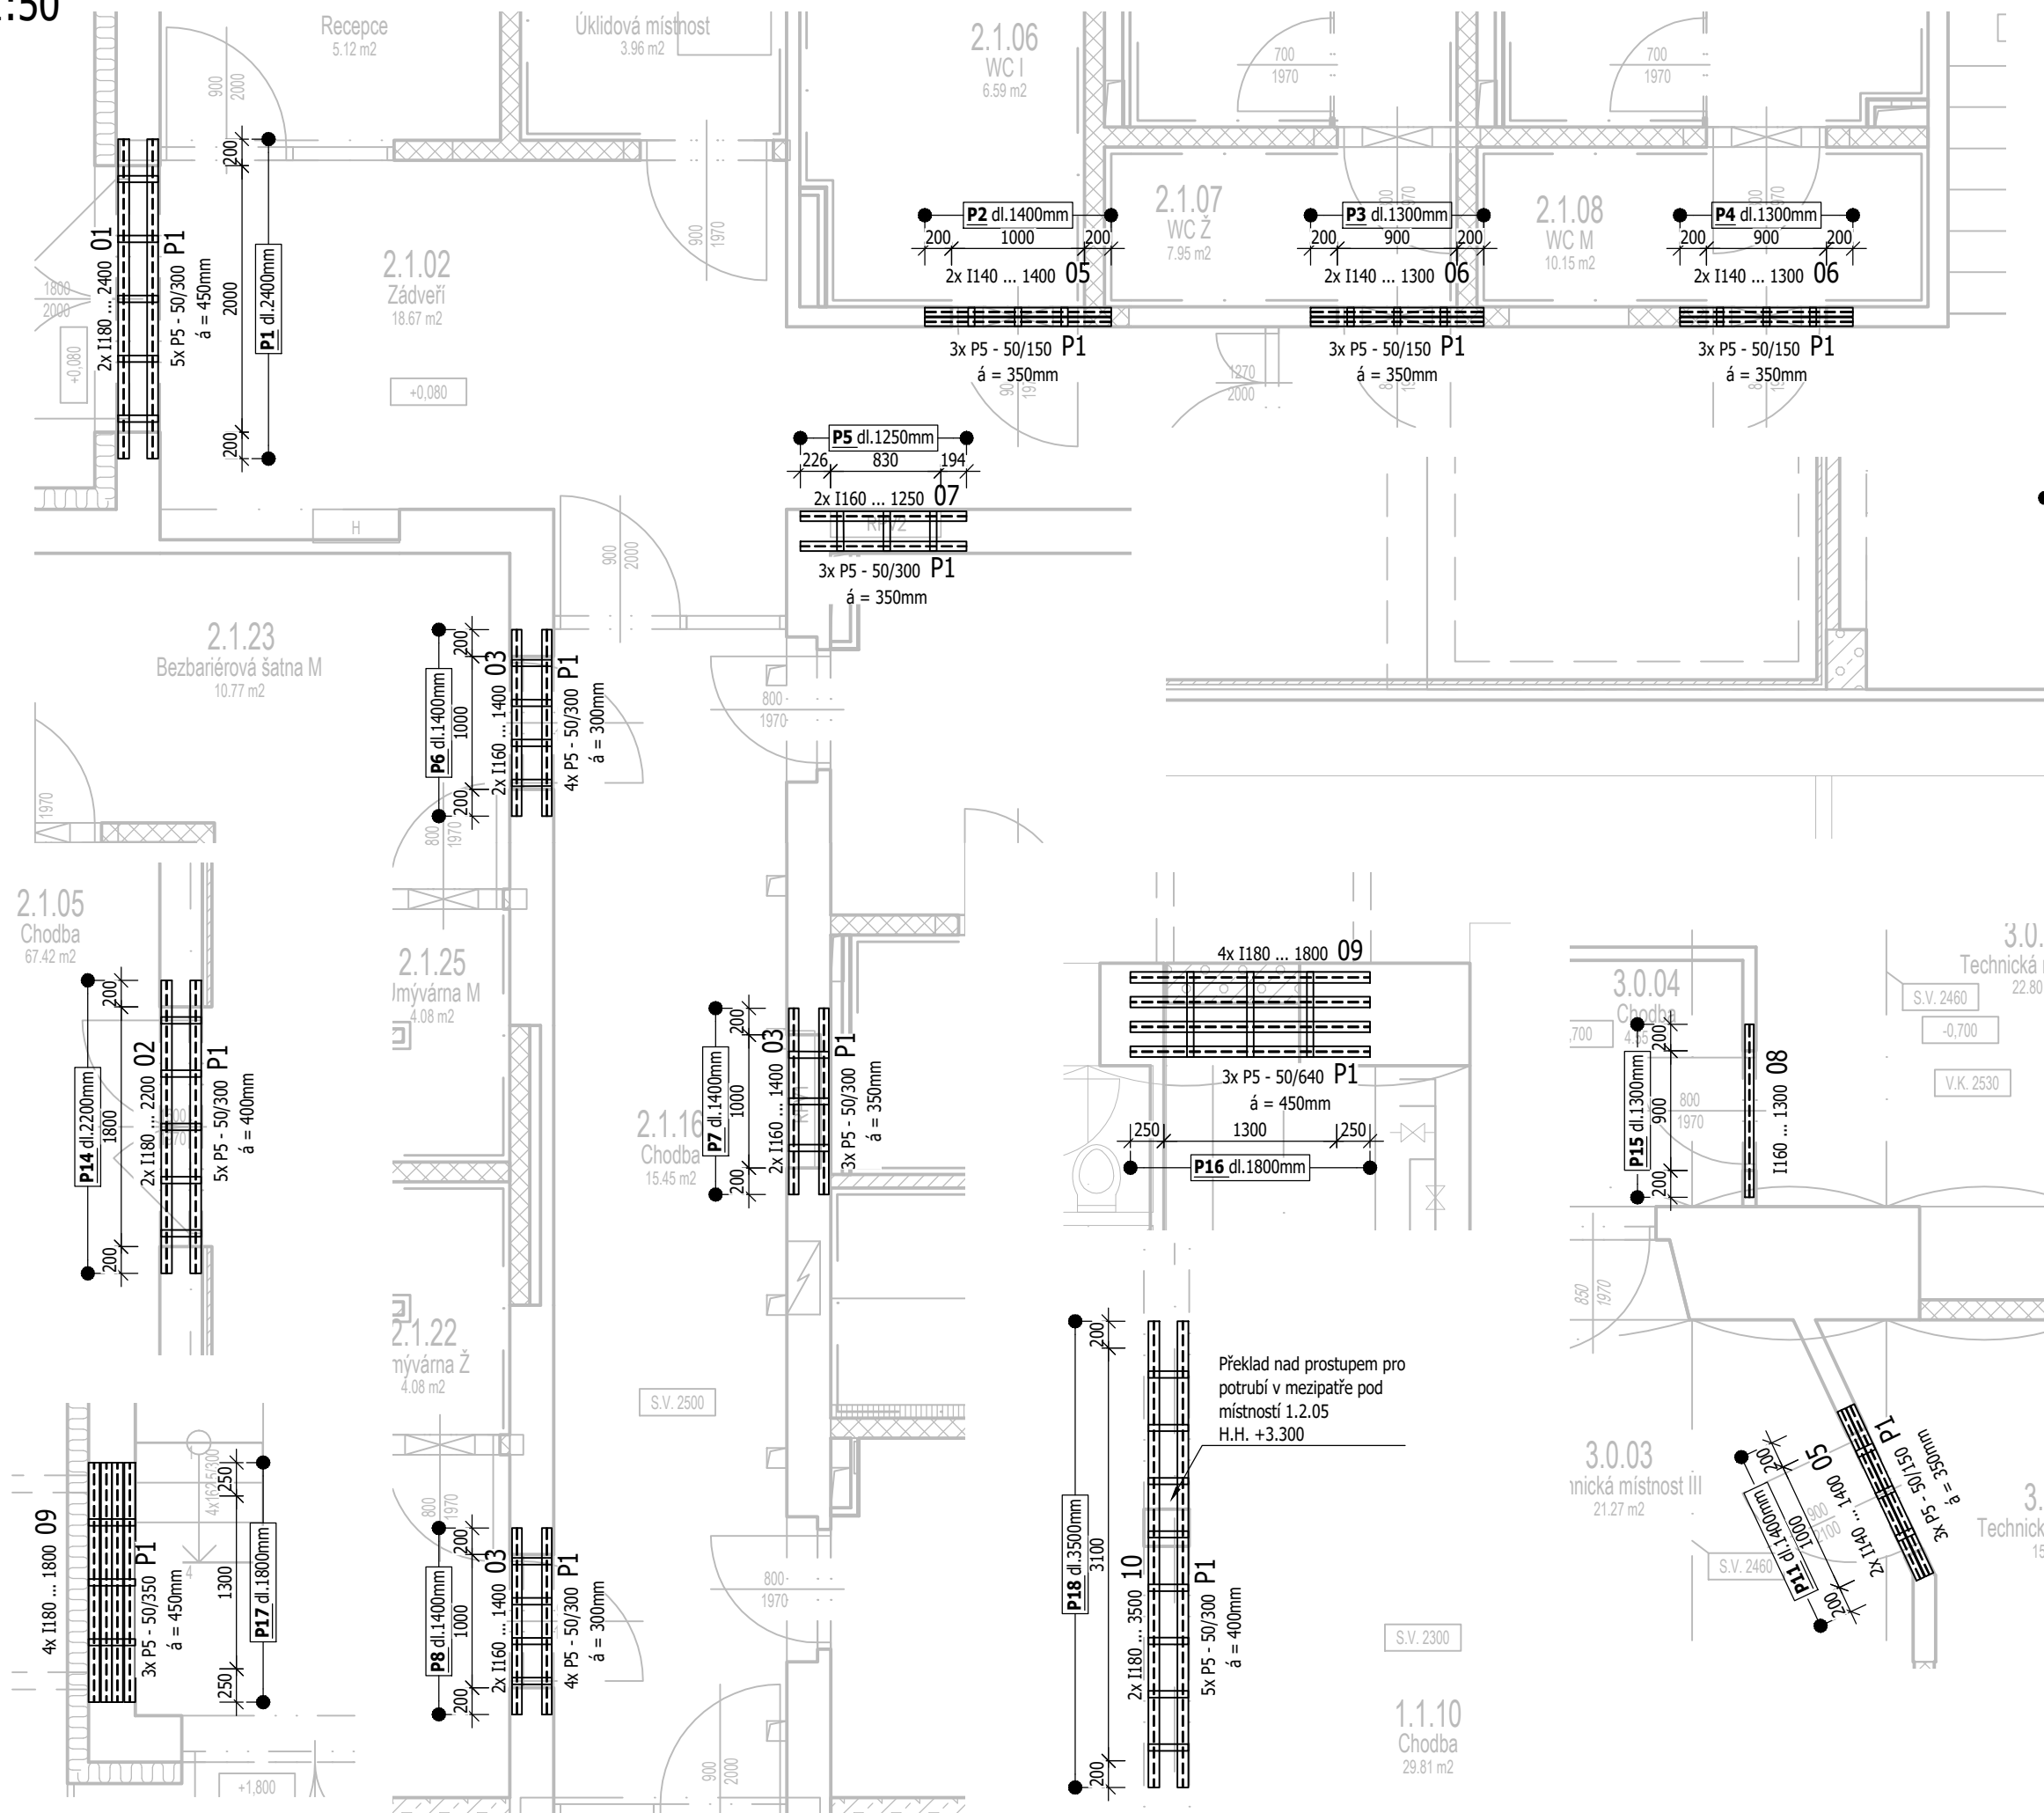 1:50
Recepce
5.12 m2
900
2000
Úklidová místnost
3.96 m2
900
1970
2.1.06
WC I
6.59 m2
700
1970
700
1970
2.1.07
WC Ž
7.95 m2
2.1.08
WC M
10.15 m2
2.1.02
Zádveří
18.67 m2
+0,080
+0,080
1800
2000
2x I180 ... 2400 01
5x P5 - 50/300 P1
á = 450mm
200
2000
200
P1 dl.2400mm
P2 dl.1400mm
200 1000 200
2x I140 ... 1400 05
3x P5 - 50/150 P1
á = 350mm
P3 dl.1300mm
200 900 200
2x I140 ... 1300 06
3x P5 - 50/150 P1
á = 350mm
P4 dl.1300mm
200 900 200
2x I140 ... 1300 06
3x P5 - 50/150 P1
á = 350mm
1270
2000
P5 dl.1250mm
226 830 194
2x I160 ... 1250 07
3x P5 - 50/300 P1
á = 350mm
H
900
2000
2.1.23
Bezbariérová šatna M
10.77 m2
1970
P6 dl.1400mm
200
1000
200
2x I160 ... 1400 03
4x P5 - 50/300 P1
á = 300mm
800
1970
800
1970
2.1.05
Chodba
67.42 m2
P14 dl.2200mm
200
1800
200
2x I180 ... 2200 02
5x P5 - 50/300 P1
á = 400mm
2.1.25
4.08 m2
2.1.16
Chodba
15.45 m2
P7 dl.1400mm
200
1000
200
2x I160 ... 1400 03
3x P5 - 50/300 P1
á = 350mm
4x I180 ... 1800 09
3x P5 - 50/640 P1
á = 450mm
250 1300 250
P16 dl.1800mm
3.0.04
Chodba
S.V. 2460
-0,700
V.K. 2530
22.80
P15 dl.1300mm
200
900
200
800
1970
I160 ... 1300 08
850
1970
2.1.22
4.08 m2
S.V. 2500
800
1970
P8 dl.1400mm
200
1000
200
2x I160 ... 1400 03
4x P5 - 50/300 P1
á = 300mm
800
1970
900
2000
4x I180 ... 1800 09
3x P5 - 50/350 P1
á = 450mm
250
1300
250
P17 dl.1800mm
4x162,5/300
4
+1,800
P18 dl.3500mm
200
3100
200
2x I180 ... 3500 10
5x P5 - 50/300 P1
á = 400mm
Překlad nad prostupem pro
potrubí v mezipatře pod
místností 1.2.05
H.H. +3.300
S.V. 2300
1.1.10
Chodba
29.81 m2
3.0.03
místnost III
21.27 m2
S.V. 2460
P11 dl.1400mm
200
1000
200
2x I140 ... 1400 05
3x P5 - 50/150 P1
á = 350mm